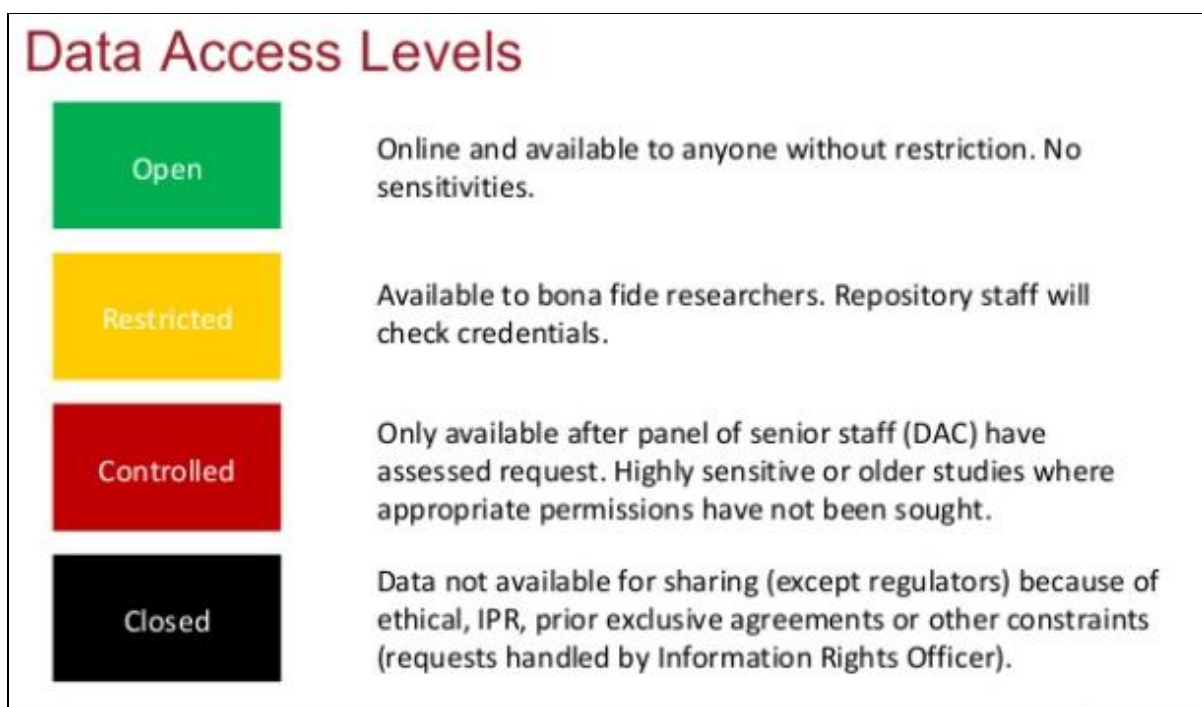 Data Access Levels
Open
Online and available to anyone without restriction. No
sensitivities.
Restricted
Available to bona fide researchers. Repository staff will
check credentials.
Controlled
Only available after panel of senior staff (DAC) have
assessed request. Highly sensitive or older studies where
appropriate permissions have not been sought.
Closed
Data not available for sharing (except regulators) because of
ethical, IPR, prior exclusive agreements or other constraints
(requests handled by Information Rights Officer).